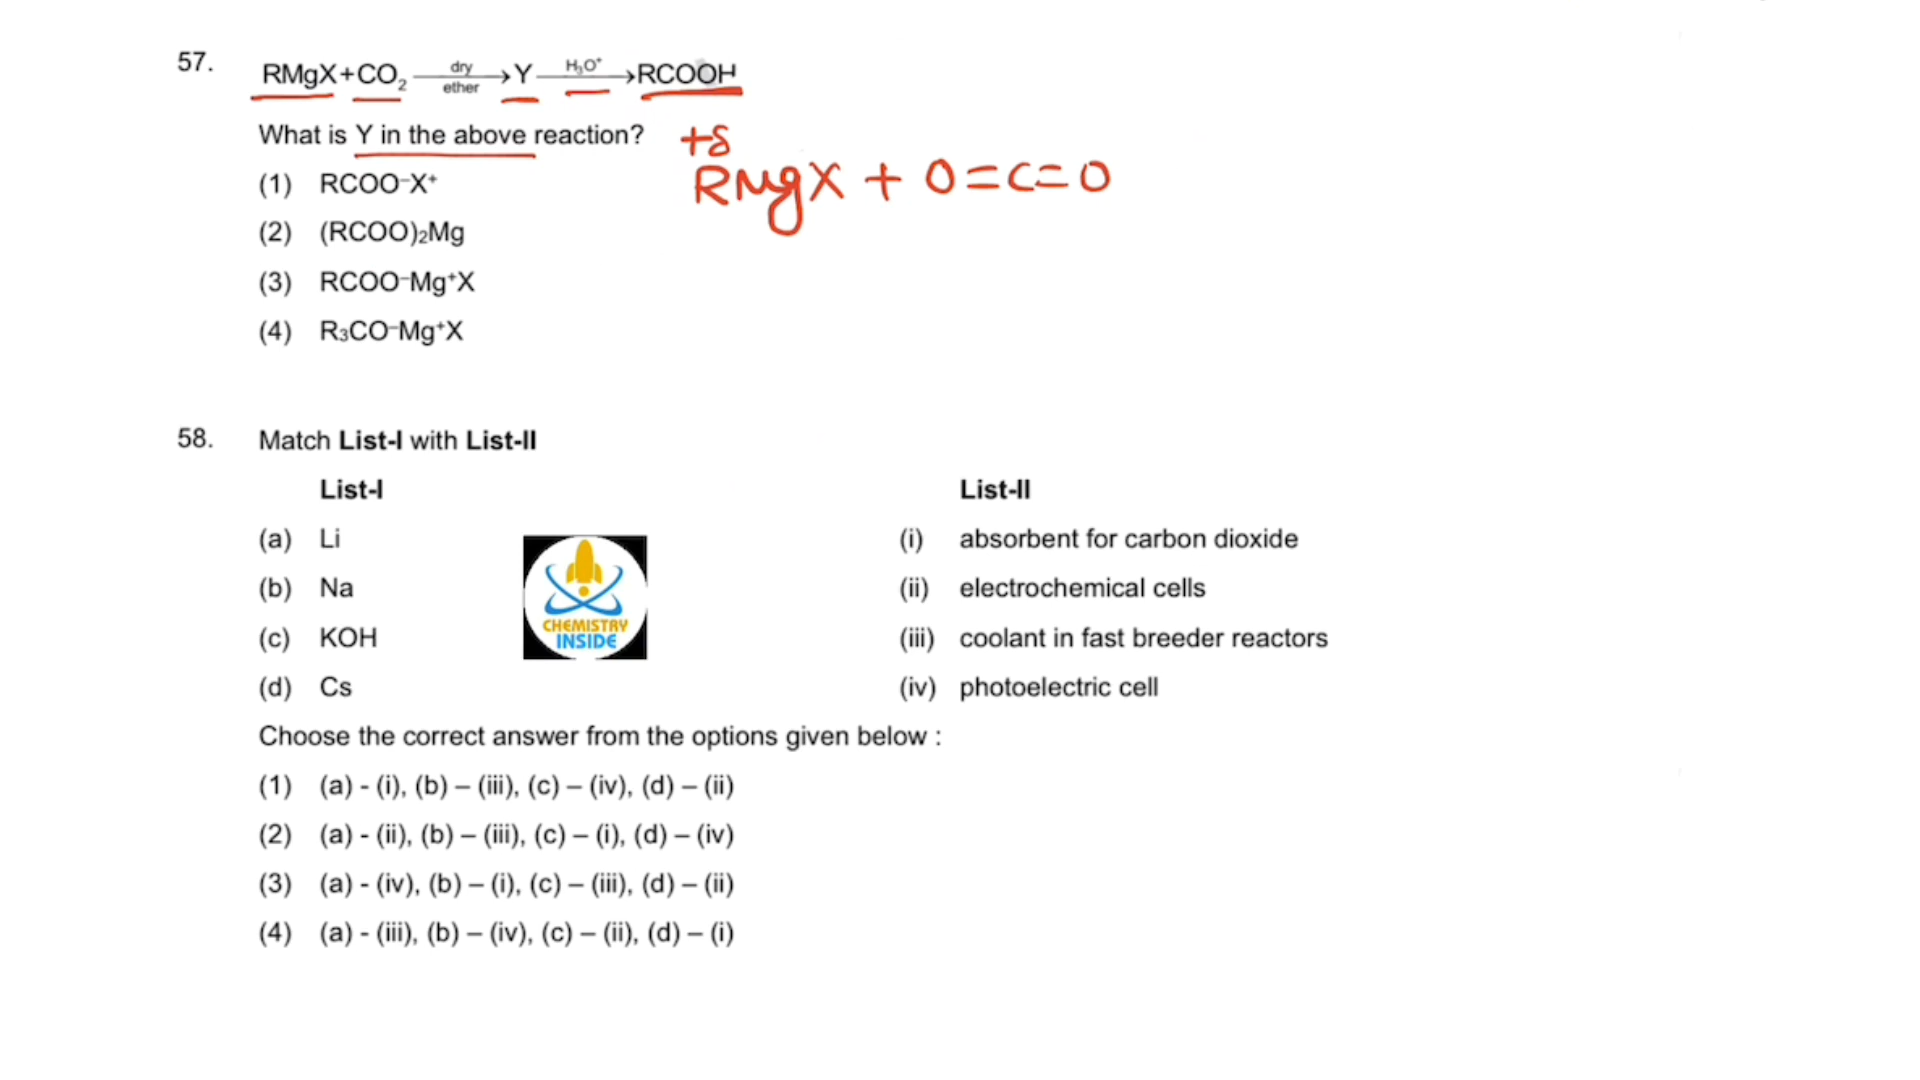 57. RMgX+CO₂ dry ether → Y H₃O⁺ → RCOOH
What is Y in the above reaction?
+δ
(1) RCOO⁻X⁺
RMgX + O=C=O
(2) (RCOO)₂Mg
(3) RCOO⁻Mg⁺X
(4) R₃CO⁻Mg⁺X
58. Match List-I with List-II
List-I List-II
(a) Li (i) absorbent for carbon dioxide
(b) Na (ii) electrochemical cells
CHEMISTRY
INSIDE
(c) KOH (iii) coolant in fast breeder reactors
(d) Cs (iv) photoelectric cell
Choose the correct answer from the options given below :
(1) (a) - (i), (b) – (iii), (c) – (iv), (d) – (ii)
(2) (a) - (ii), (b) – (iii), (c) – (i), (d) – (iv)
(3) (a) - (iv), (b) – (i), (c) – (iii), (d) – (ii)
(4) (a) - (iii), (b) – (iv), (c) – (ii), (d) – (i)